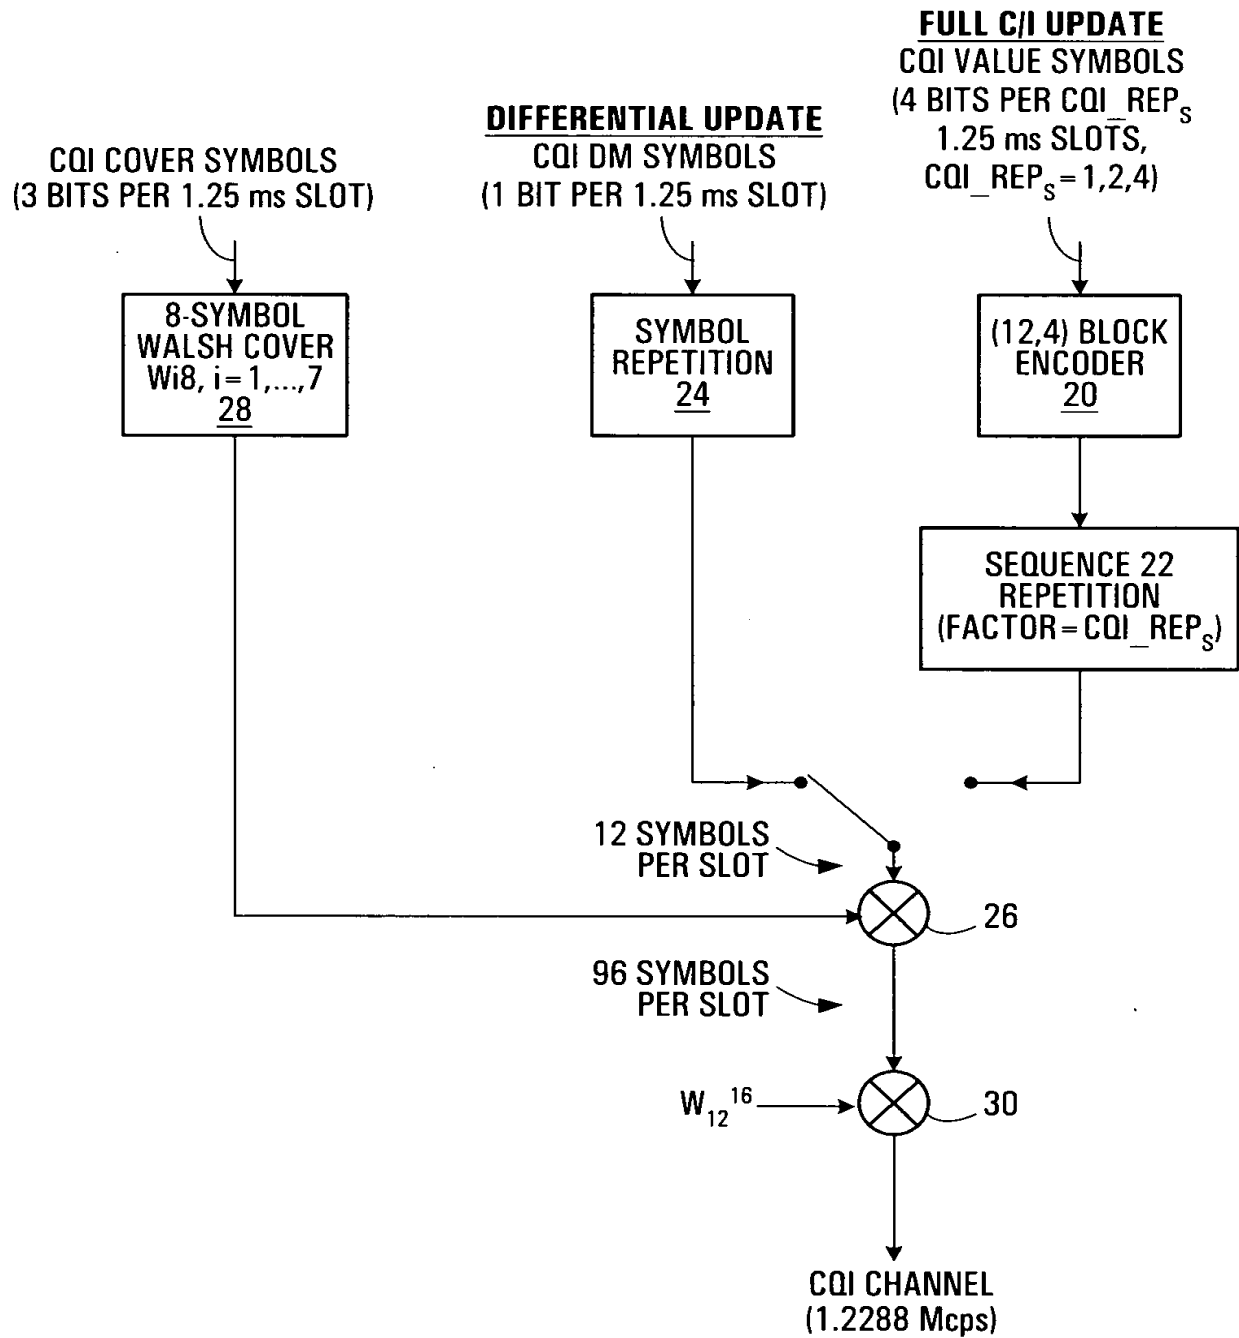 FULL C/I UPDATE
CQI VALUE SYMBOLS
(4 BITS PER CQI_REPS
1.25 ms SLOTS,
CQI_REPS = 1,2,4)
DIFFERENTIAL UPDATE
CQI DM SYMBOLS
(1 BIT PER 1.25 ms SLOT)
CQI COVER SYMBOLS
(3 BITS PER 1.25 ms SLOT)
8-SYMBOL
WALSH COVER
Wi8, i = 1,...,7
28
SYMBOL
REPETITION
24
(12,4) BLOCK
ENCODER
20
SEQUENCE 22
REPETITION
(FACTOR = CQI_REPS)
12 SYMBOLS
PER SLOT
26
96 SYMBOLS
PER SLOT
W12 16
30
CQI CHANNEL
(1.2288 Mcps)